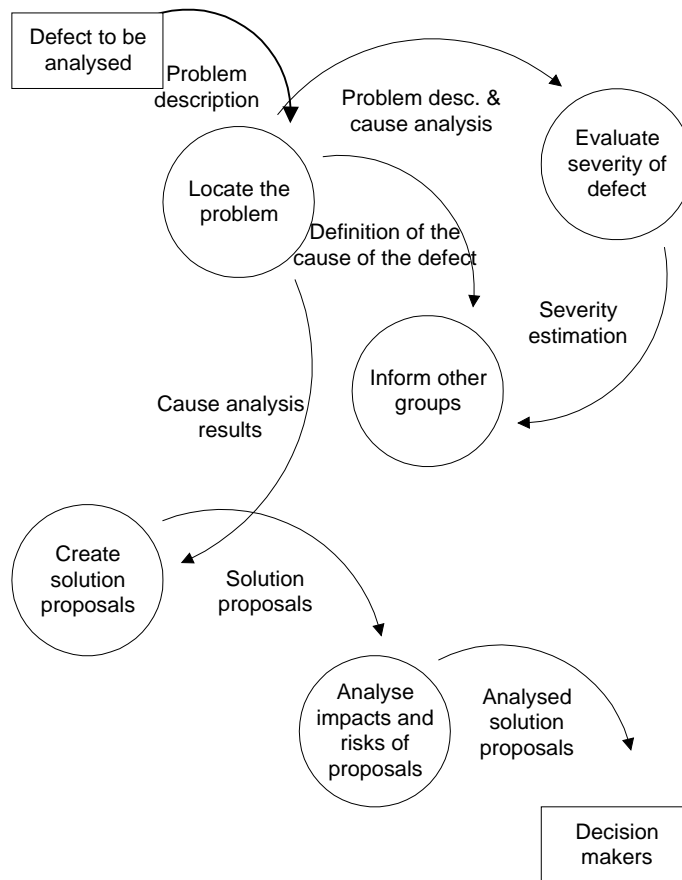 Defect to be
analysed
Problem
description
Problem desc. &
cause analysis
Evaluate
severity of
defect
Locate the
problem
Definition of the
cause of the defect
Severity
estimation
Inform other
groups
Cause analysis
results
Create
solution
proposals
Solution
proposals
Analyse
impacts and
risks of
proposals
Analysed
solution
proposals
Decision
makers